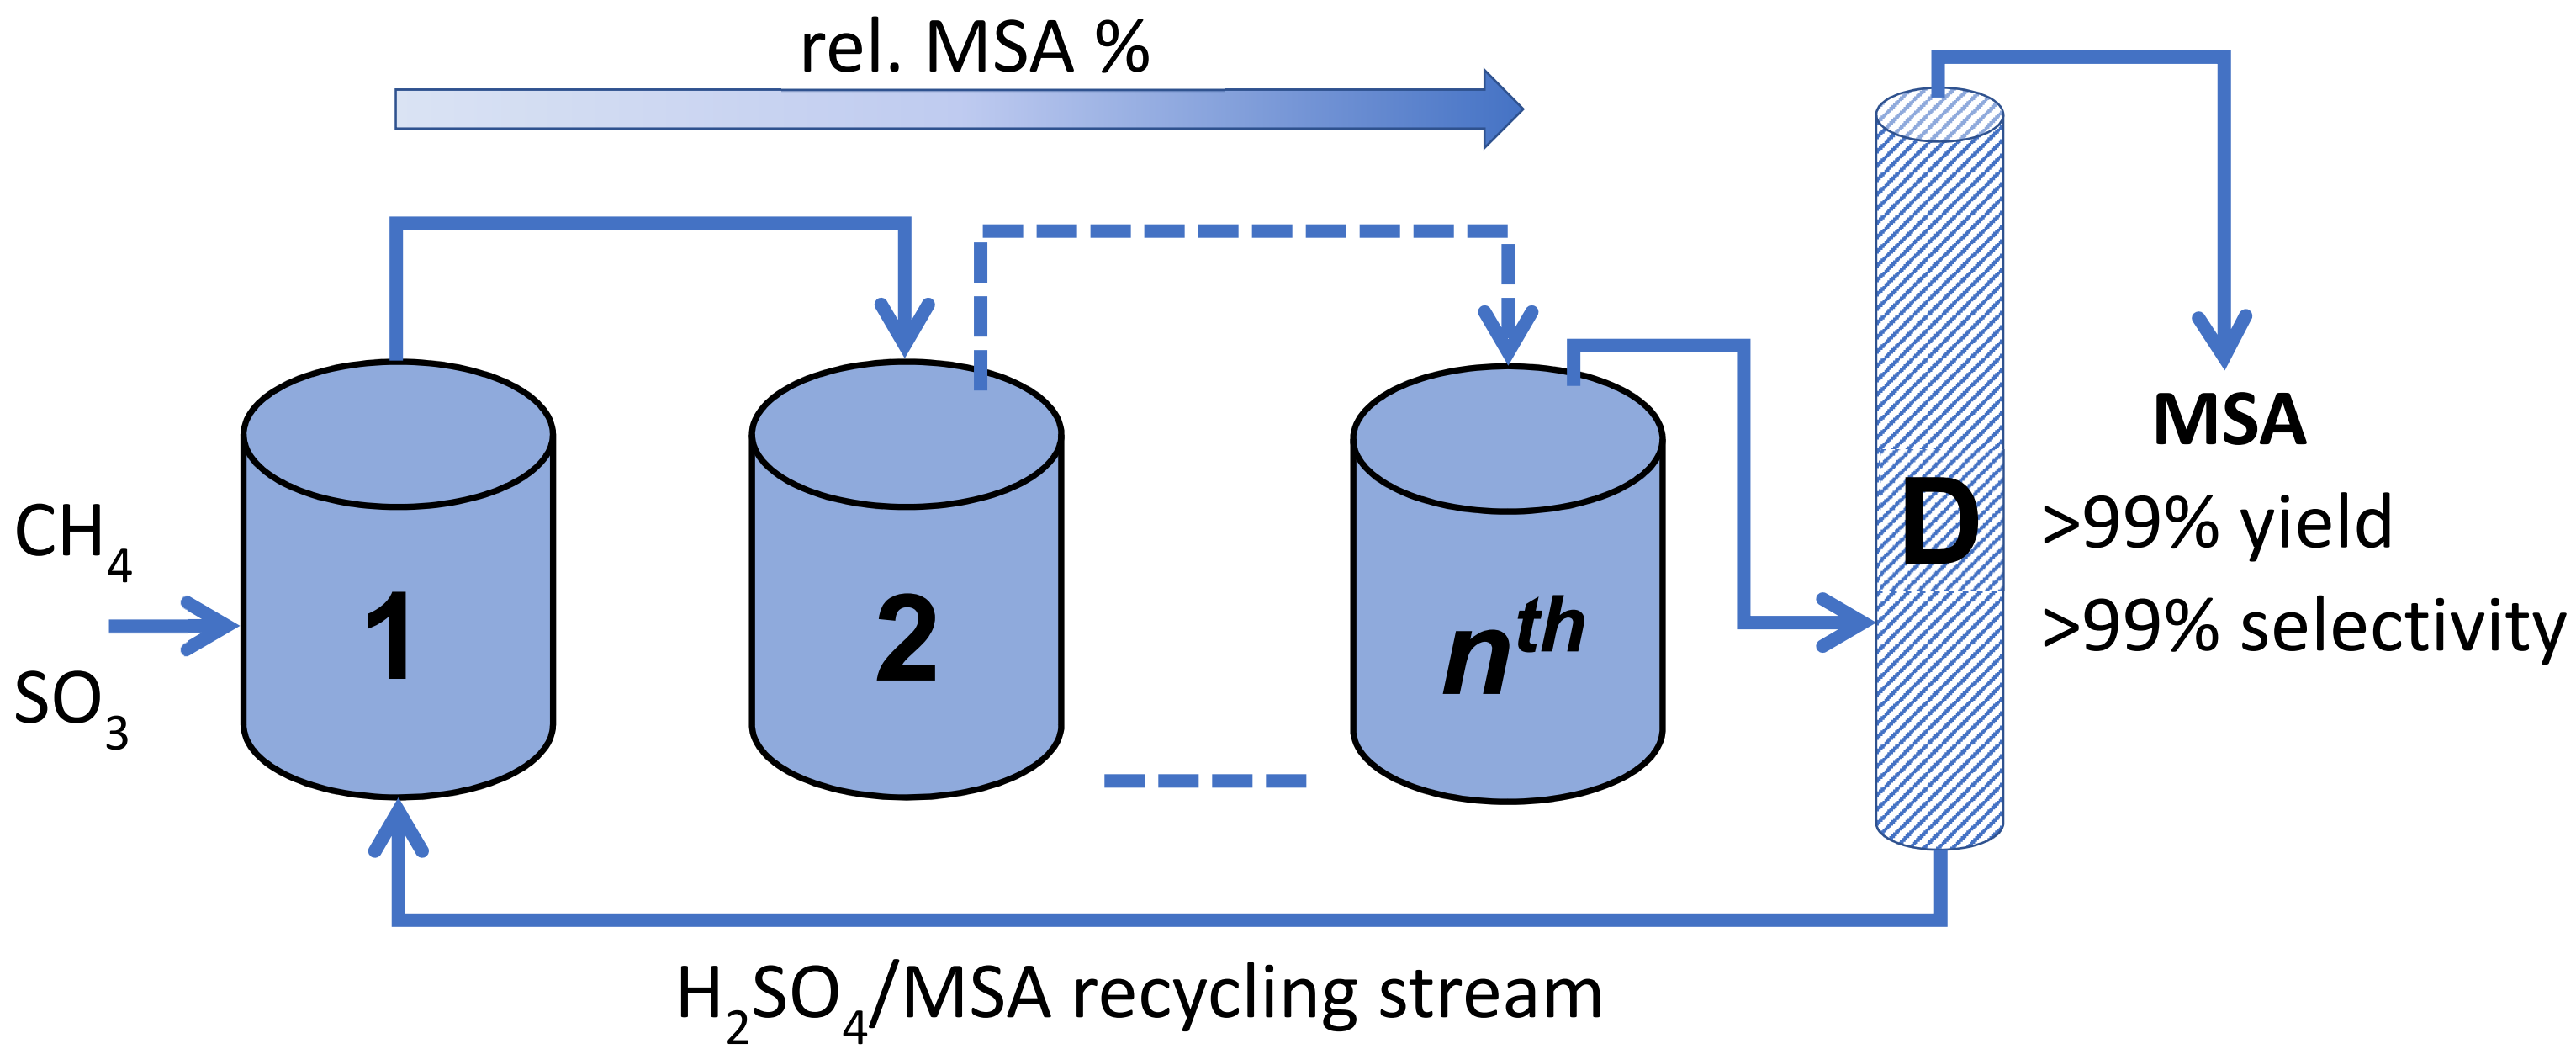 rel. MSA %
CH₄
SO₃
1
2
nᵗʰ
D
MSA
>99% yield
>99% selectivity
H₂SO₄/MSA recycling stream